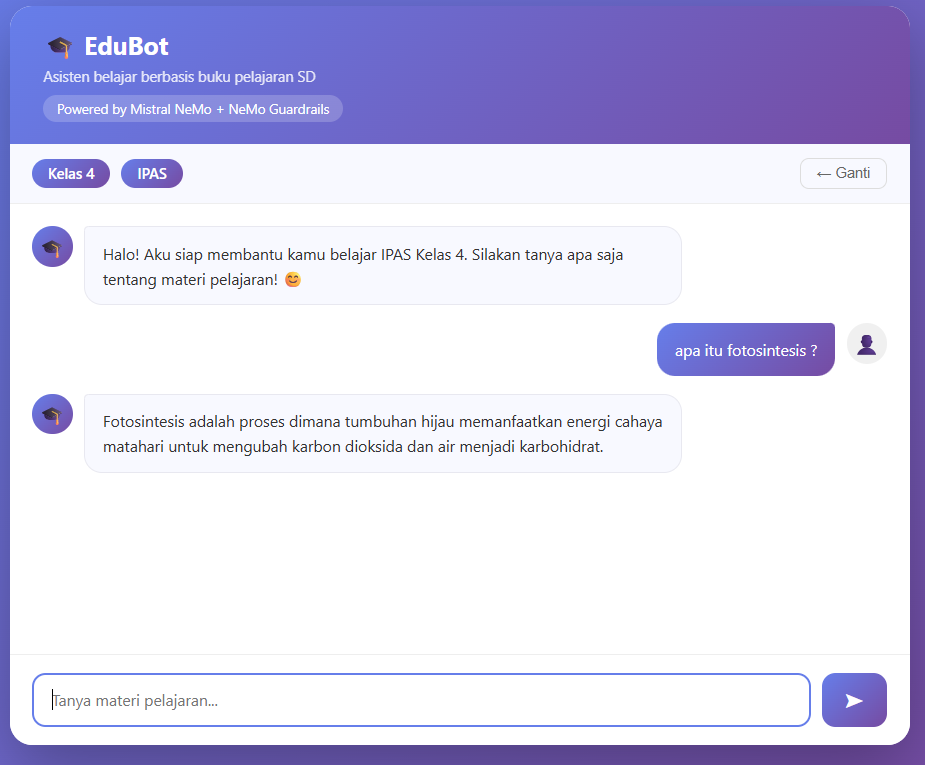 EduBot
Asisten belajar berbasis buku pelajaran SD
Powered by Mistral NeMo + NeMo Guardrails
Kelas 4
IPAS
← Ganti
Halo! Aku siap membantu kamu belajar IPAS Kelas 4. Silakan tanya apa saja
tentang materi pelajaran! 😊
apa itu fotosintesis ?
Fotosintesis adalah proses dimana tumbuhan hijau memanfaatkan energi cahaya
matahari untuk mengubah karbon dioksida dan air menjadi karbohidrat.
Tanya materi pelajaran...